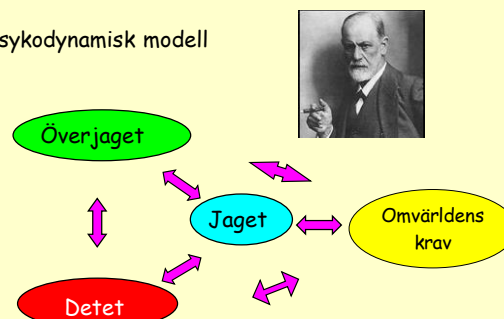 sykodynamisk modell
Överjaget
Jaget
Omvärldens
krav
Detet